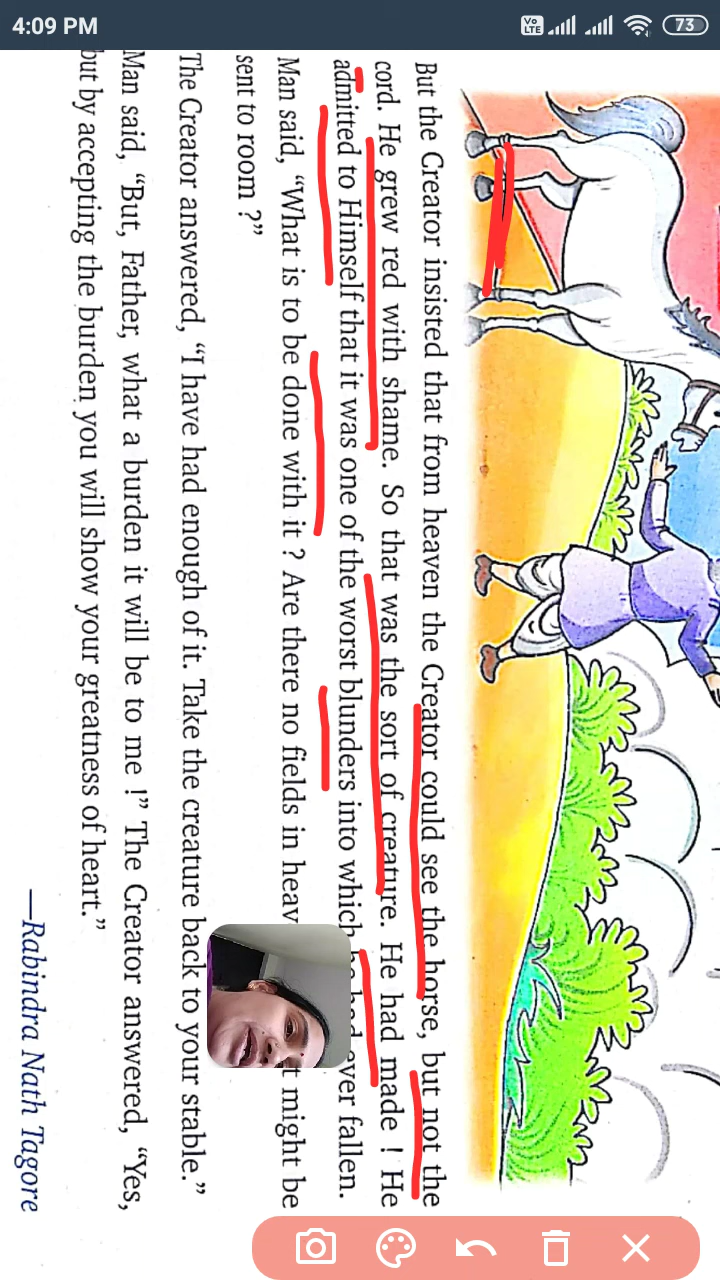 4:09 PM
Vo LTE
73
But the Creator insisted that from heaven the Creator could see the horse, but not the
cord. He grew red with shame. So that was the sort of creature. He had made ! He
admitted to Himself that it was one of the worst blunders into which he had ever fallen.
Man said, “What is to be done with it ? Are there no fields in heav t might be
sent to room ?”
The Creator answered, “I have had enough of it. Take the creature back to your stable.”
Man said, “But, Father, what a burden it will be to me !” The Creator answered, “Yes,
but by accepting the burden you will show your greatness of heart.”
—Rabindra Nath Tagore